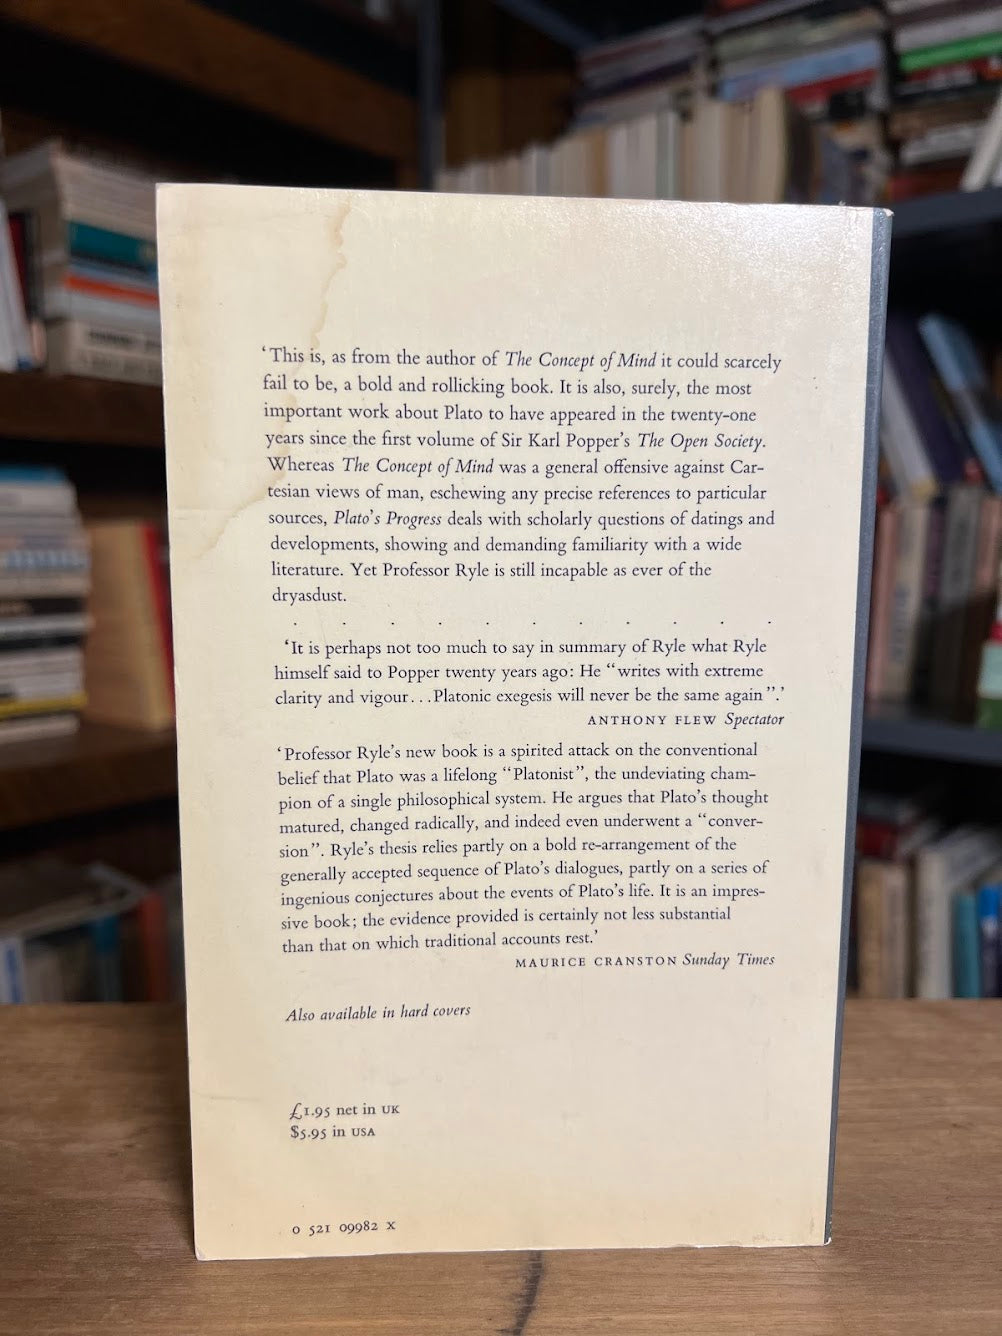 ‘This is, as from the author of The Concept of Mind it could scarcely
fail to be, a bold and rollicking book. It is also, surely, the most
important work about Plato to have appeared in the twenty-one
years since the first volume of Sir Karl Popper’s The Open Society.
Whereas The Concept of Mind was a general offensive against Car-
tesian views of man, eschewing any precise references to particular
sources, Plato’s Progress deals with scholarly questions of datings and
developments, showing and demanding familiarity with a wide
literature. Yet Professor Ryle is still incapable as ever of the
dryasdust.
. . . . . . . . . . .
‘It is perhaps not too much to say in summary of Ryle what Ryle
himself said to Popper twenty years ago: He “writes with extreme
clarity and vigour...Platonic exegesis will never be the same again”.’
ANTHONY FLEW Spectator
‘Professor Ryle’s new book is a spirited attack on the conventional
belief that Plato was a lifelong “Platonist”, the undeviating cham-
pion of a single philosophical system. He argues that Plato’s thought
matured, changed radically, and indeed even underwent a “conver-
sion”. Ryle’s thesis relies partly on a bold re-arrangement of the
generally accepted sequence of Plato’s dialogues, partly on a series of
ingenious conjectures about the events of Plato’s life. It is an impres-
sive book; the evidence provided is certainly not less substantial
than that on which traditional accounts rest.’
MAURICE CRANSTON Sunday Times
Also available in hard covers
£1.95 net in UK
$5.95 in USA
0 521 09982 X